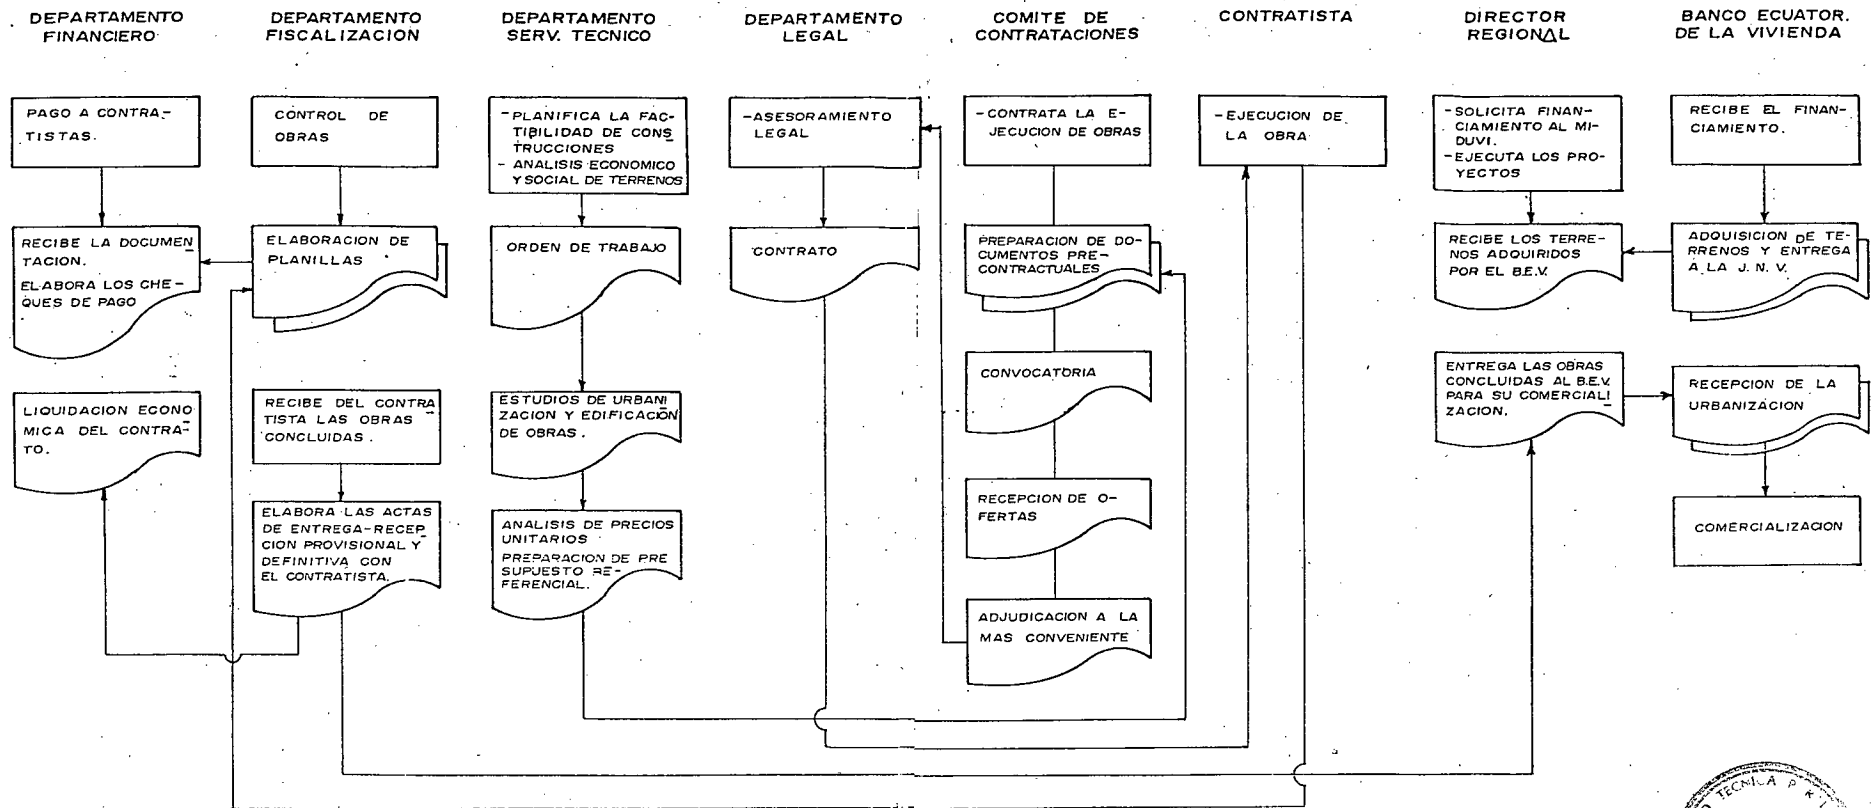 DEPARTAMENTO
FINANCIERO
DEPARTAMENTO
FISCALIZACION
DEPARTAMENTO
SERV. TECNICO
DEPARTAMENTO
LEGAL
COMITE DE
CONTRATACIONES
CONTRATISTA
DIRECTOR
REGIONAL
BANCO ECUATOR.
DE LA VIVIENDA
PAGO A CONTRA-
TISTAS.
CONTROL DE
OBRAS
-PLANIFICA LA FAC-
TIBILIDAD DE CONS
TRUCCIONES
- ANALISIS ECONOMICO
Y SOCIAL DE TERRENOS
-ASESORAMIENTO
LEGAL
-CONTRATA LA E-
JECUCION DE OBRAS
-EJECUCION DE
LA OBRA
-SOLICITA FINAN-
CIAMIENTO AL MI-
DUVI.
-EJECUTA LOS PRO-
YECTOS
RECIBE EL FINAN-
CIAMIENTO.
RECIBE LA DOCUMEN
TACION.
ELABORA LOS CHE-
QUES DE PAGO
ELABORACION DE
PLANILLAS
ORDEN DE TRABAJO
CONTRATO
PREPARACION DE DO-
CUMENTOS PRE-
CONTRACTUALES
RECIBE LOS TERRE-
NOS ADQUIRIDOS
POR EL B.E.V.
ADQUISICION DE TE-
RRENOS Y ENTREGA
A LA J. N. V.
LIQUIDACION ECONO
MICA DEL CONTRA-
TO.
RECIBE DEL CONTRA
TISTA LAS OBRAS
CONCLUIDAS.
ESTUDIOS DE URBANI
ZACION Y EDIFICACIÓN
DE OBRAS.
CONVOCATORIA
ENTREGA LAS OBRAS
CONCLUIDAS AL B.E.V.
PARA SU COMERCIALI
ZACION.
RECEPCION DE LA
URBANIZACION
ELABORA LAS ACTAS
DE ENTREGA-RECEP
CION PROVISIONAL Y
DEFINITIVA CON
EL CONTRATISTA.
ANALISIS DE PRECIOS
UNITARIOS
PREPARACION DE PRE
SUPUESTO RE-
FERENCIAL.
RECEPCION DE O-
FERTAS
COMERCIALIZACION
ADJUDICACION A LA
MAS CONVENIENTE
TECNICA